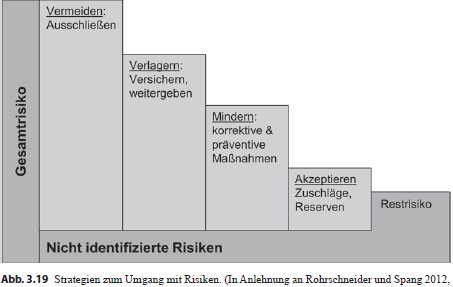 Gesamtrisiko
Vermeiden:
Ausschließen
Verlagern:
Versichern,
weitergeben
Mindern:
korrektive &
präventive
Maßnahmen
Akzeptieren
Zuschläge,
Reserven
Restrisiko
Nicht identifizierte Risiken
Abb. 3.19 Strategien zum Umgang mit Risiken. (In Anlehnung an Rohrschneider und Spang 2012,